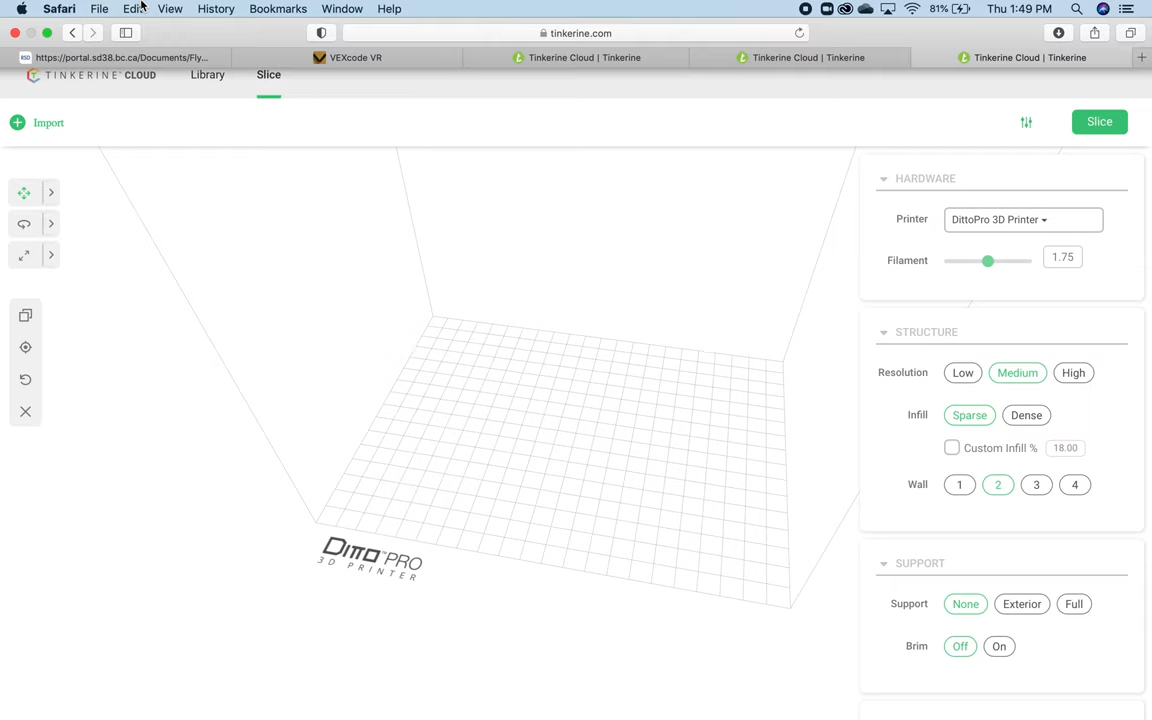 Safari File Edit View History Bookmarks Window Help 81% Thu 1:49 PM
tinkerine.com
RSD https://portal.sd38.bc.ca/Documents/Fly... VEXcode VR Tinkerine Cloud | Tinkerine Tinkerine Cloud | Tinkerine Tinkerine Cloud | Tinkerine
TINKERINE™ CLOUD Library Slice
Import Slice
HARDWARE
Printer DittoPro 3D Printer
Filament 1.75
STRUCTURE
Resolution Low Medium High
Infill Sparse Dense
Custom Infill % 18.00
Wall 1 2 3 4
DITTO™PRO
3D PRINTER
SUPPORT
Support None Exterior Full
Brim Off On